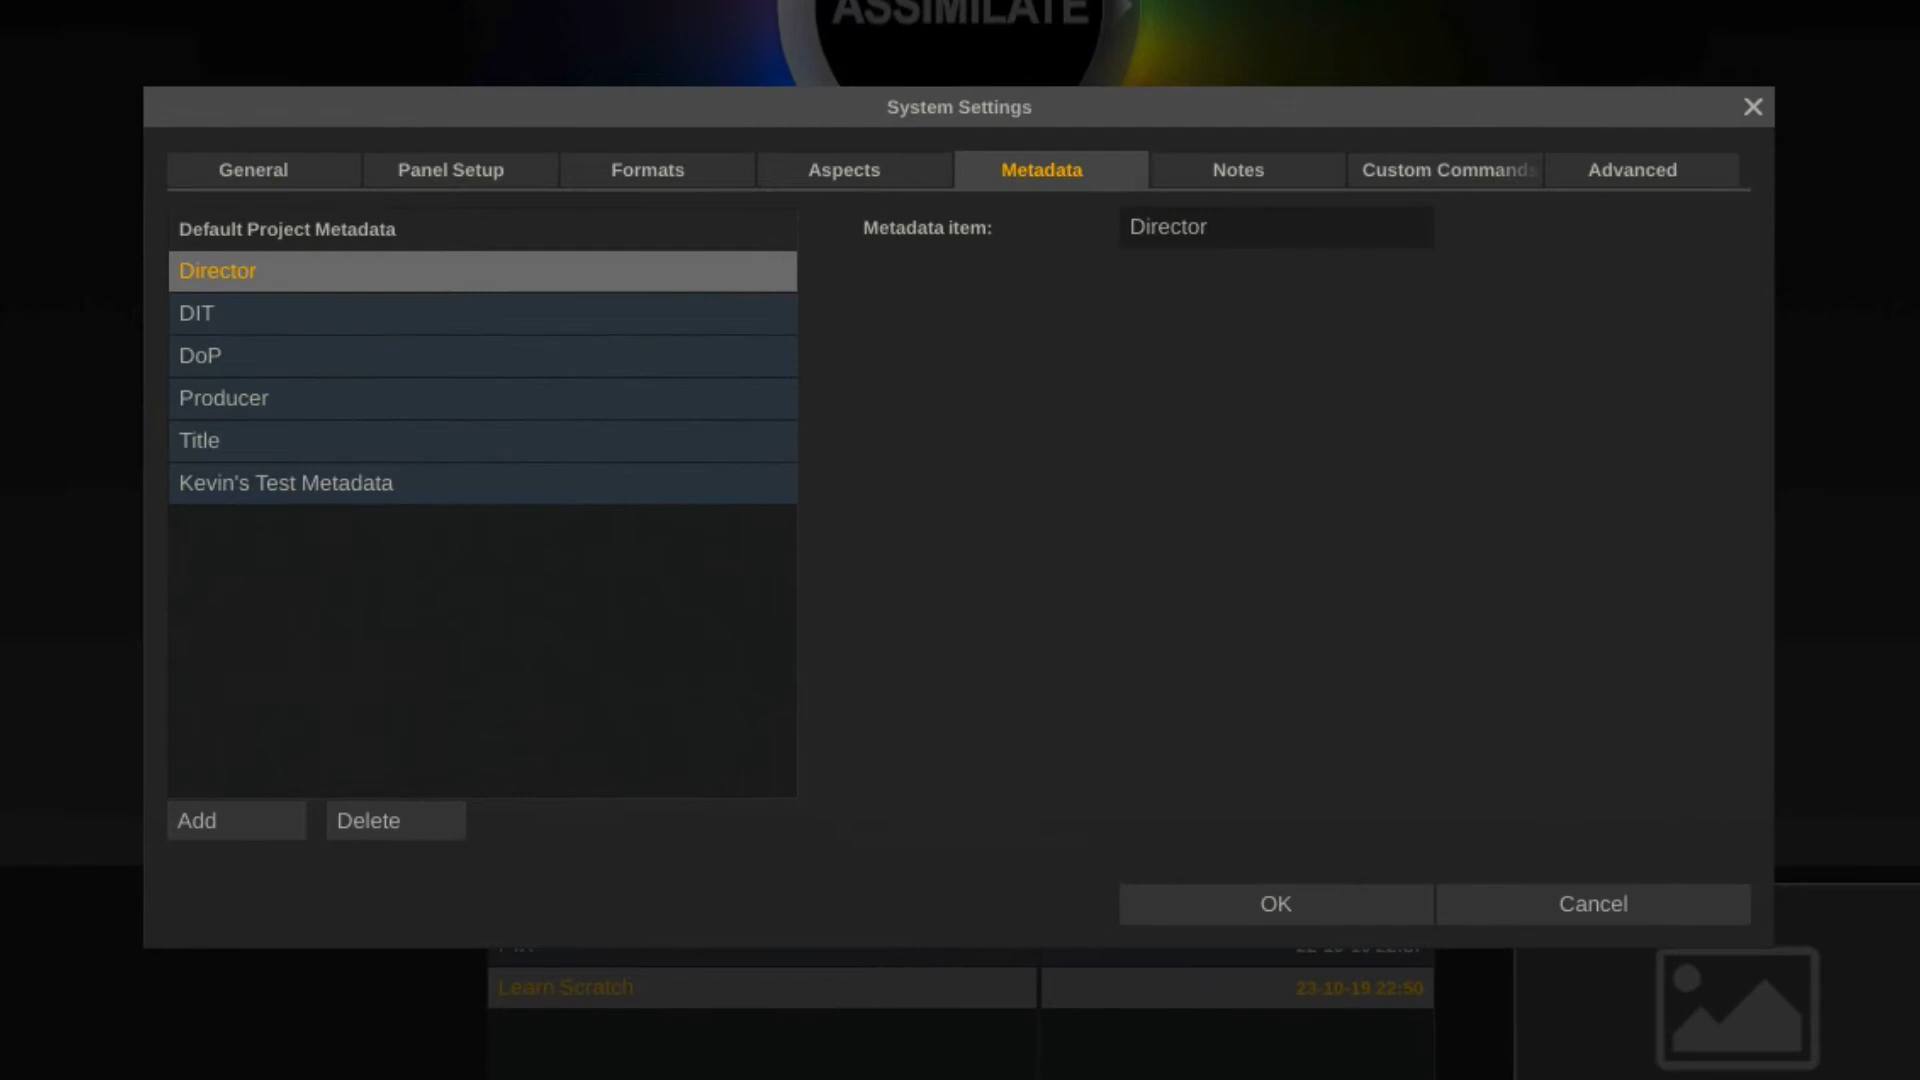 ASSIMILATE
System Settings
General
Panel Setup
Formats
Aspects
Metadata
Notes
Custom Command
Advanced
Default Project Metadata
Metadata item:
Director
Director
DIT
DoP
Producer
Title
Kevin's Test Metadata
Add
Delete
OK
Cancel
Learn Scratch
23-10-19 22:50